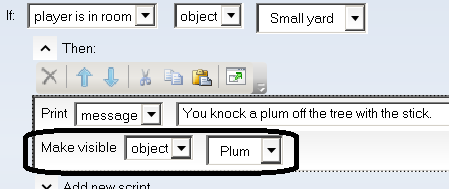 If: player is in room object Small yard
Then:
Print message You knock a plum off the tree with the stick.
Make visible object Plum
Add new script